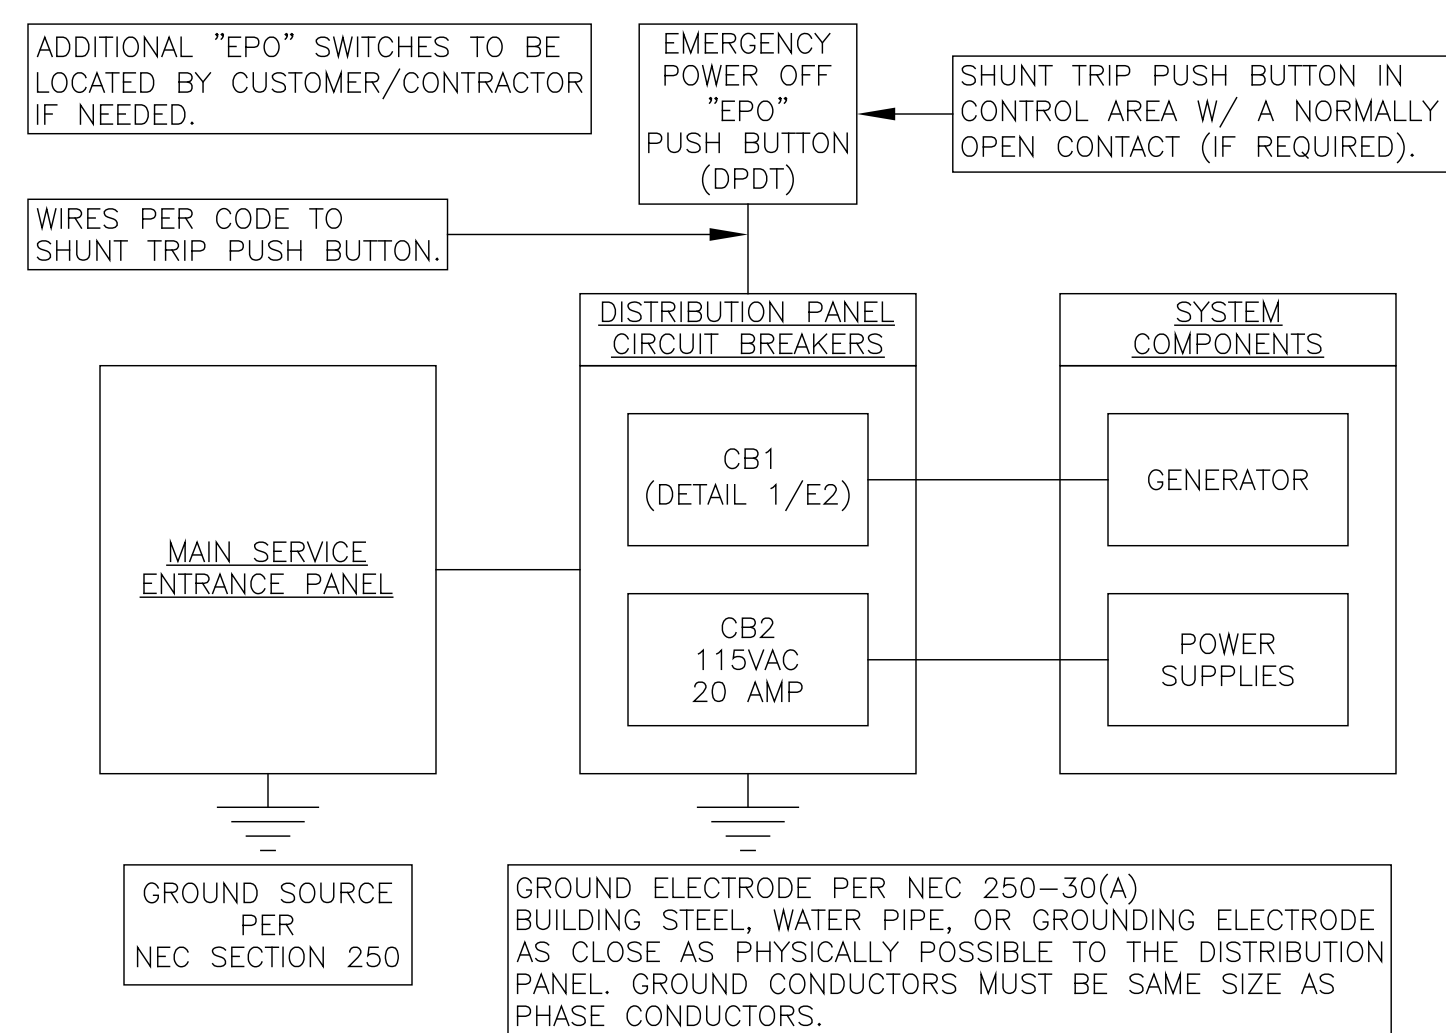 ADDITIONAL "EPO" SWITCHES TO BE
LOCATED BY CUSTOMER/CONTRACTOR
IF NEEDED.
EMERGENCY
POWER OFF
"EPO"
PUSH BUTTON
(DPDT)
SHUNT TRIP PUSH BUTTON IN
CONTROL AREA W/ A NORMALLY
OPEN CONTACT (IF REQUIRED).
WIRES PER CODE TO
SHUNT TRIP PUSH BUTTON.
DISTRIBUTION PANEL
CIRCUIT BREAKERS
SYSTEM
COMPONENTS
MAIN SERVICE
ENTRANCE PANEL
CB1
(DETAIL 1/E2)
GENERATOR
CB2
115VAC
20 AMP
POWER
SUPPLIES
GROUND SOURCE
PER
NEC SECTION 250
GROUND ELECTRODE PER NEC 250-30(A)
BUILDING STEEL, WATER PIPE, OR GROUNDING ELECTRODE
AS CLOSE AS PHYSICALLY POSSIBLE TO THE DISTRIBUTION
PANEL. GROUND CONDUCTORS MUST BE SAME SIZE AS
PHASE CONDUCTORS.